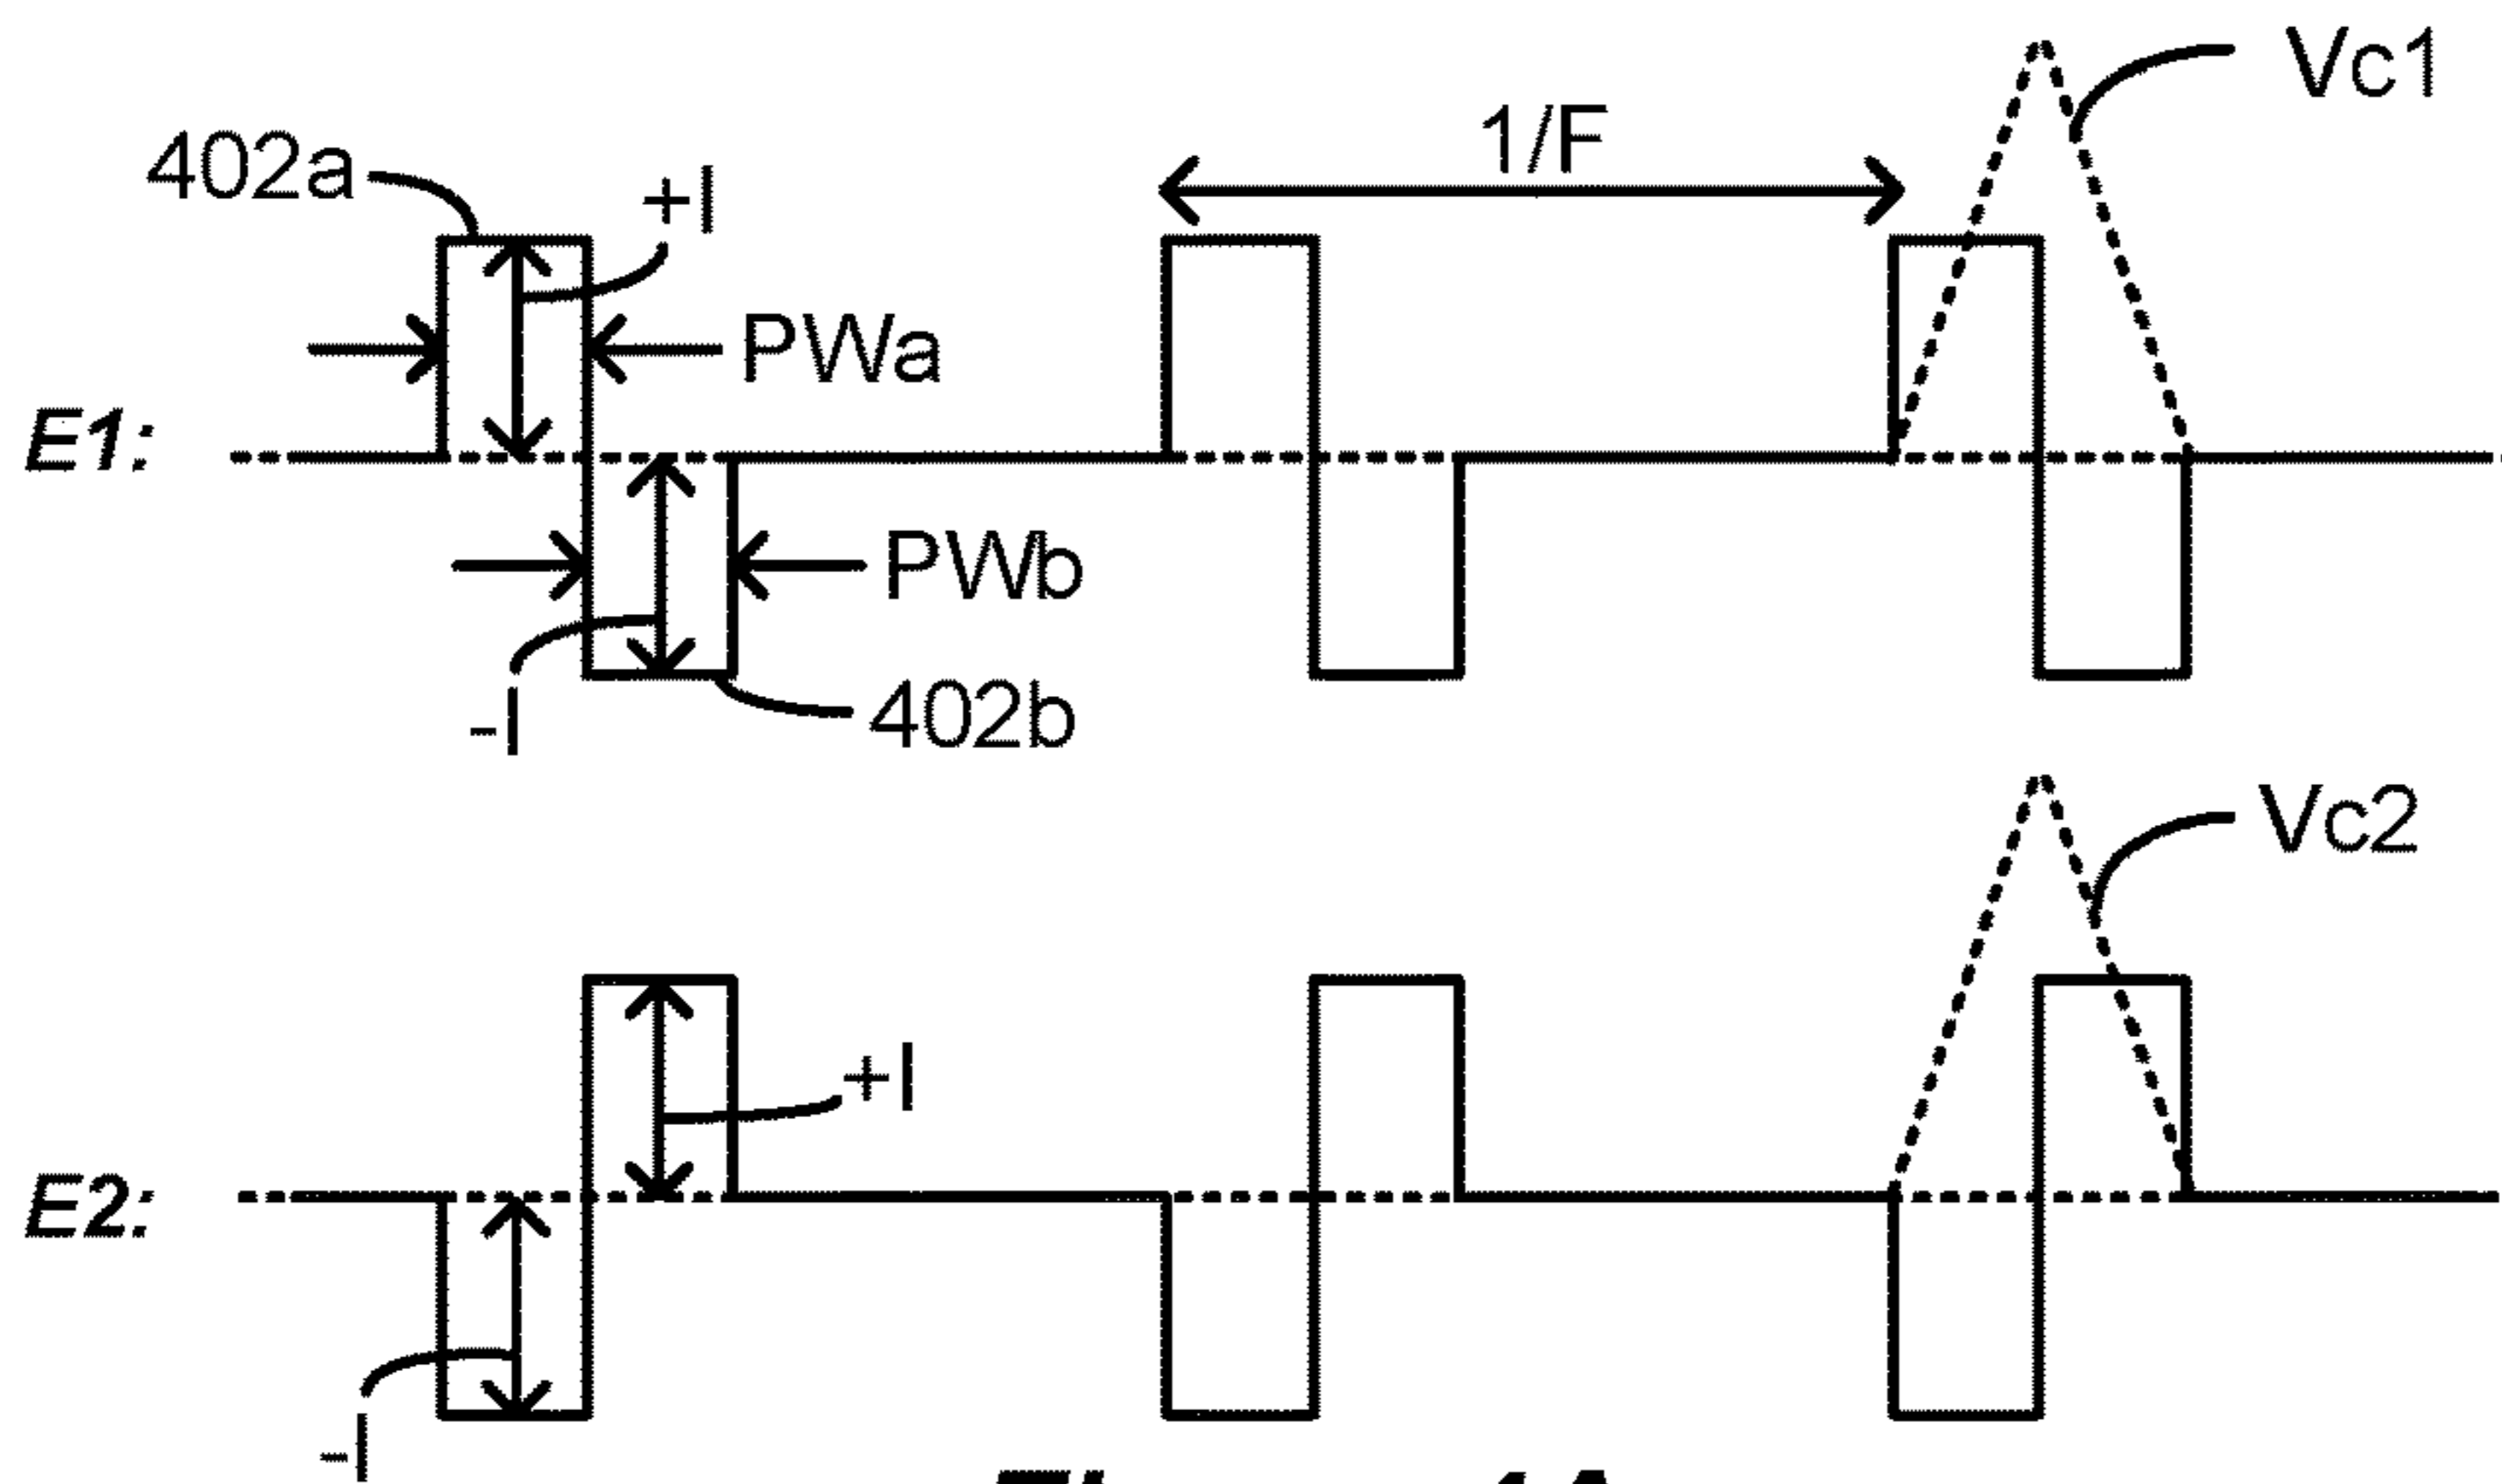 Vc1
1/F
402a
+I
PWa
E1:
PWb
-I
402b
Vc2
+I
E2:
-I